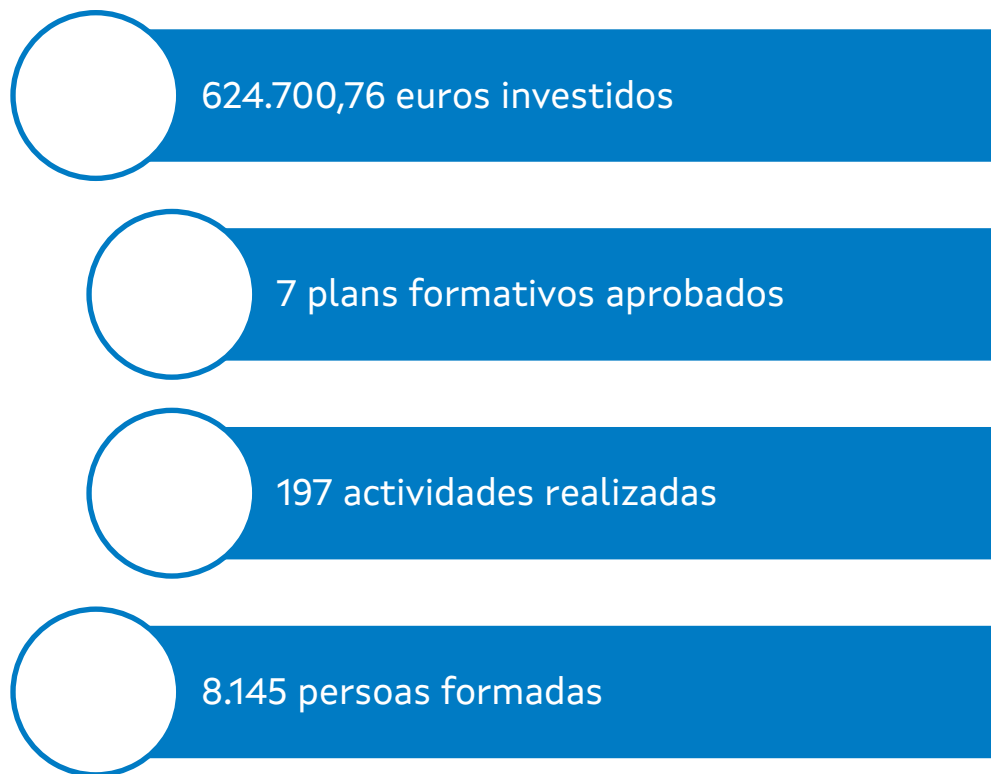 624.700,76 euros investidos
7 plans formativos aprobados
197 actividades realizadas
8.145 persoas formadas